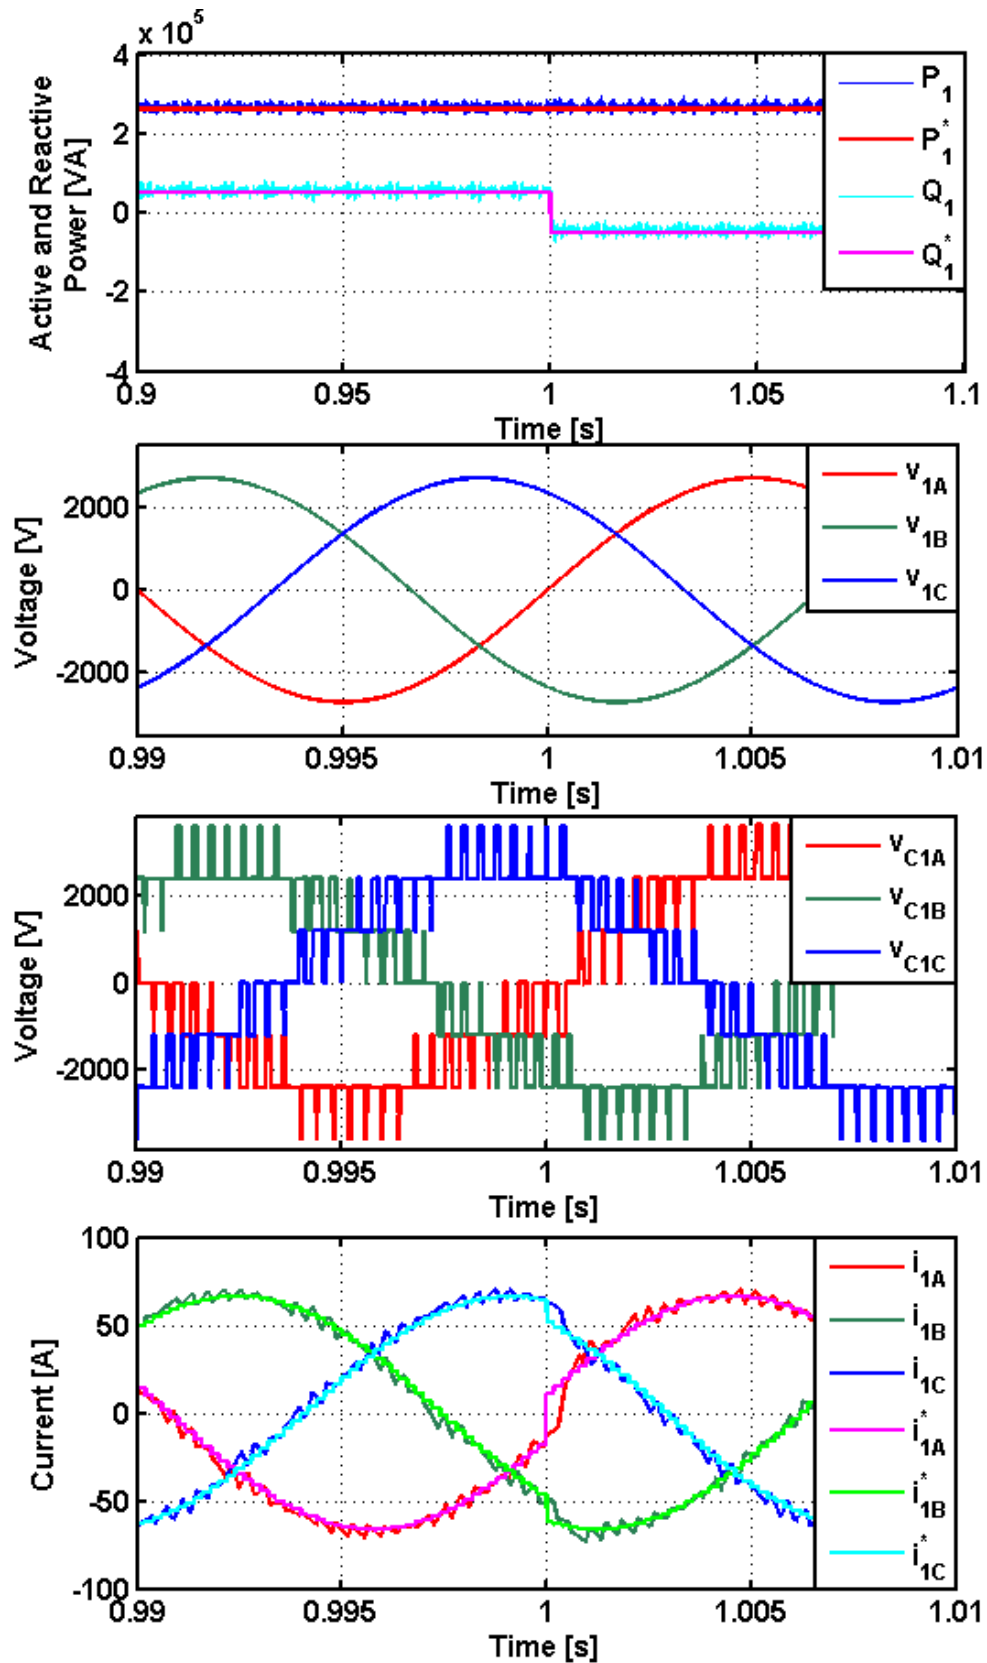 x 10⁵
Active and Reactive
Power [VA]
4
2
0
-2
-4
0.9 0.95 1 1.05 1.1
Time [s]
P₁
P₁*
Q₁
Q₁*
Voltage [V]
2000
0
-2000
0.99 0.995 1 1.005 1.01
Time [s]
v₁A
v₁B
v₁C
Voltage [V]
2000
0
-2000
0.99 0.995 1 1.005 1.01
Time [s]
vC1A
vC1B
vC1C
Current [A]
100
50
0
-50
-100
0.99 0.995 1 1.005 1.01
Time [s]
i₁A
i₁B
i₁C
i₁A*
i₁B*
i₁C*